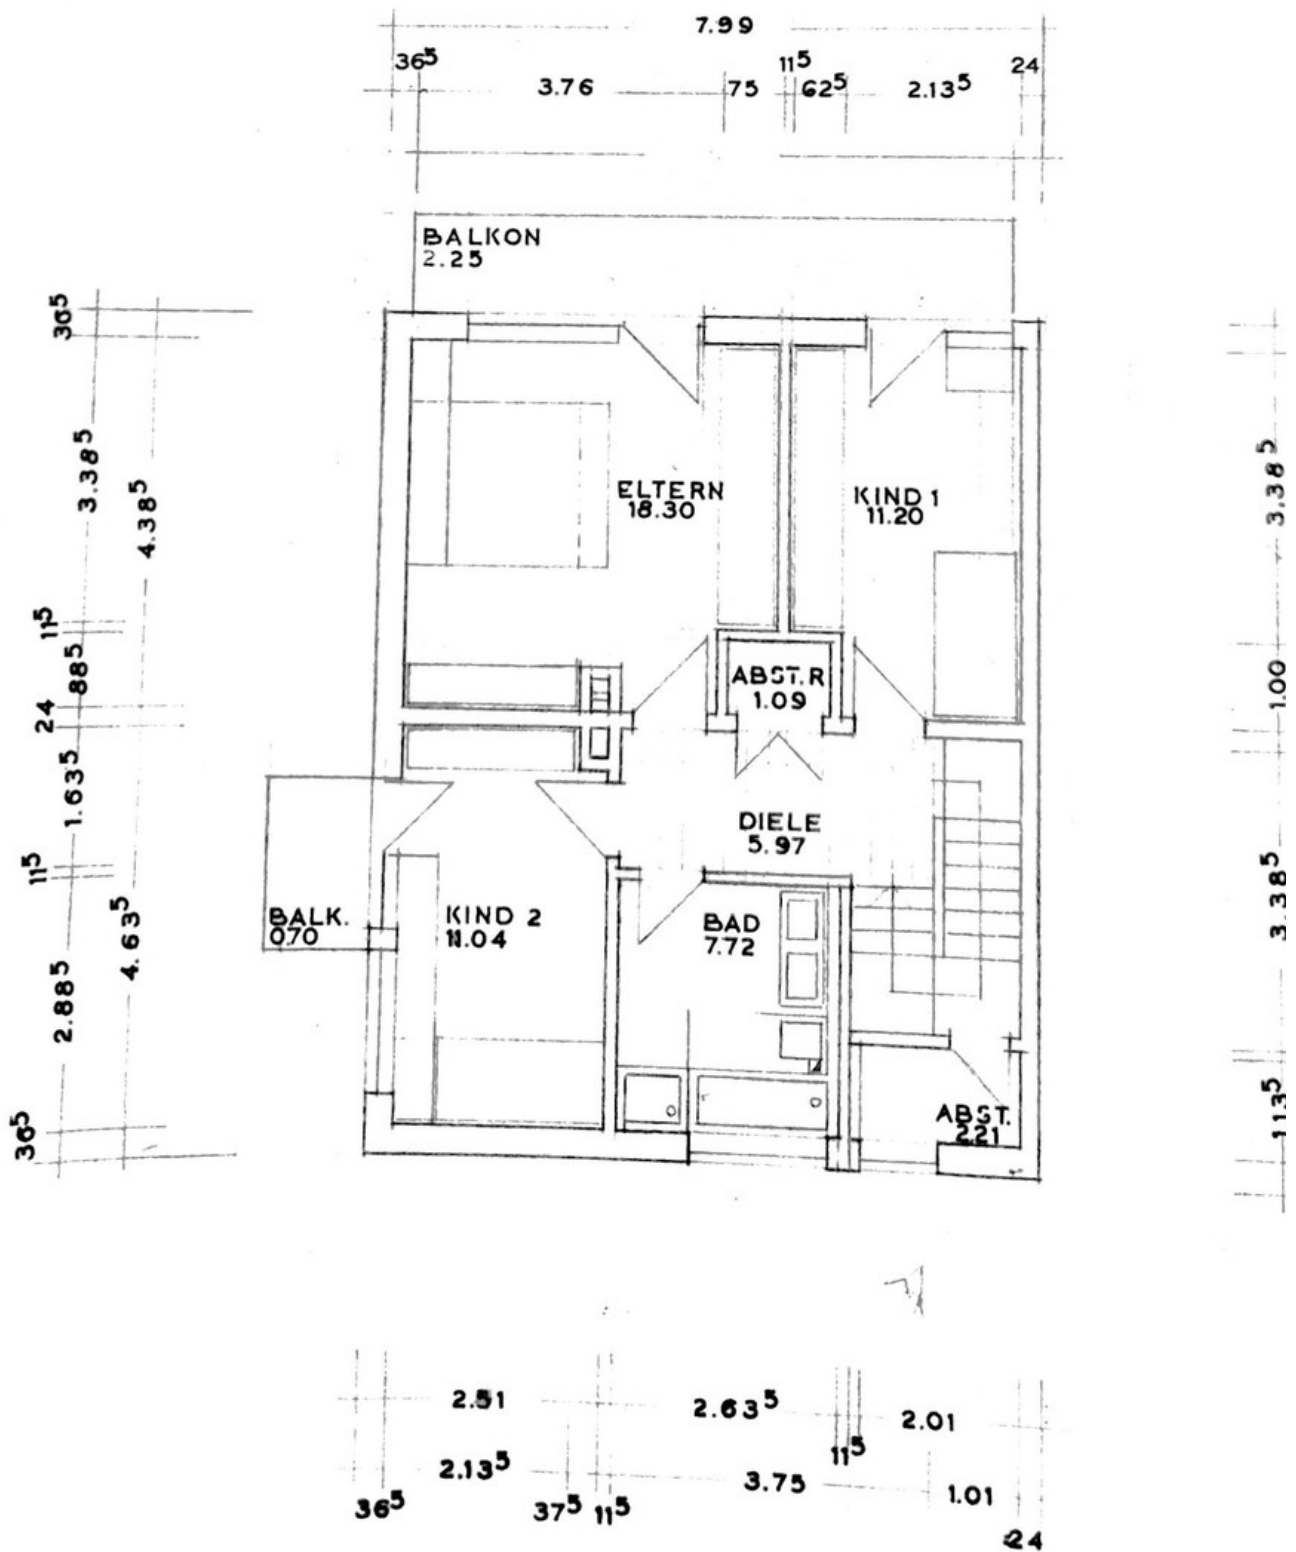 7.99
36⁵ 11⁵ 24
3.76 75 62⁵ 2.13⁵
BALKON
2.25
36⁵
3.38⁵
4.38⁵
11⁵
88⁵
24
1.63⁵
11⁵
4.63⁵
2.88⁵
36⁵
ELTERN
18.30
KIND 1
11.20
ABST.R
1.09
DIELE
5.97
BALK.
0.70
KIND 2
11.04
BAD
7.72
ABST.
2.21
3.38⁵
1.00
3.38⁵
1.13⁵
2.51 2.63⁵ 2.01
11⁵
2.13⁵ 3.75 1.01
36⁵ 37⁵ 11⁵
24